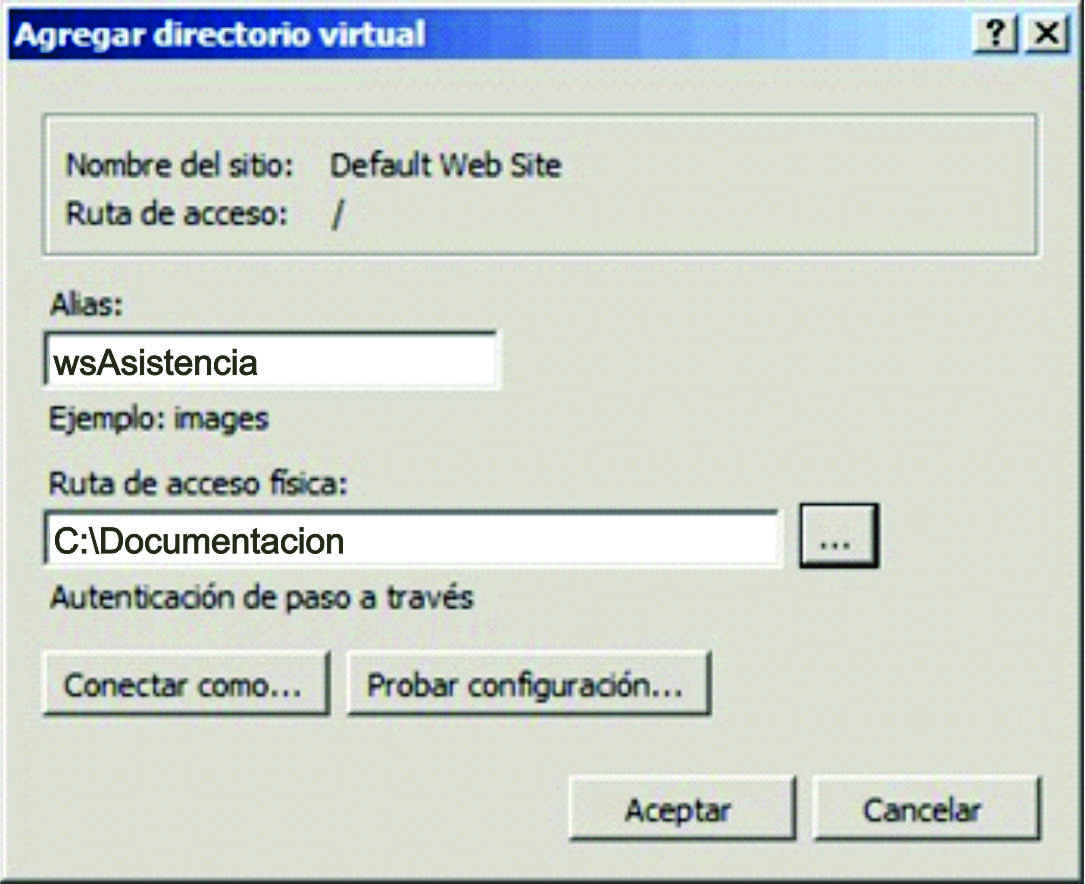 Agregar directorio virtual ? X
Nombre del sitio: Default Web Site
Ruta de acceso: /
Alias:
wsAsistencia
Ejemplo: images
Ruta de acceso física:
C:\Documentacion ...
Autenticación de paso a través
Conectar como... Probar configuración...
Aceptar Cancelar